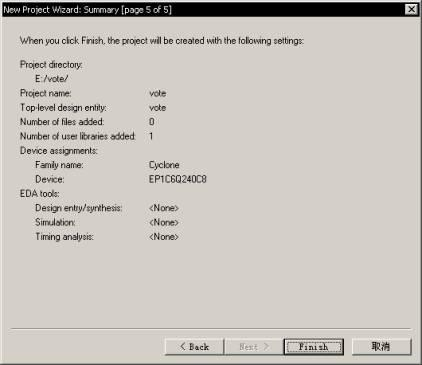 New Project Wizard: Summary [page 5 of 5]
When you click Finish, the project will be created with the following settings:
Project directory:
E:/vote/
Project name: vote
Top-level design entity: vote
Number of files added: 0
Number of user libraries added: 1
Device assignments:
Family name: Cyclone
Device: EP1C6Q240C8
EDA tools:
Design entry/synthesis: <None>
Simulation: <None>
Timing analysis: <None>
< Back Next > Finish 取消